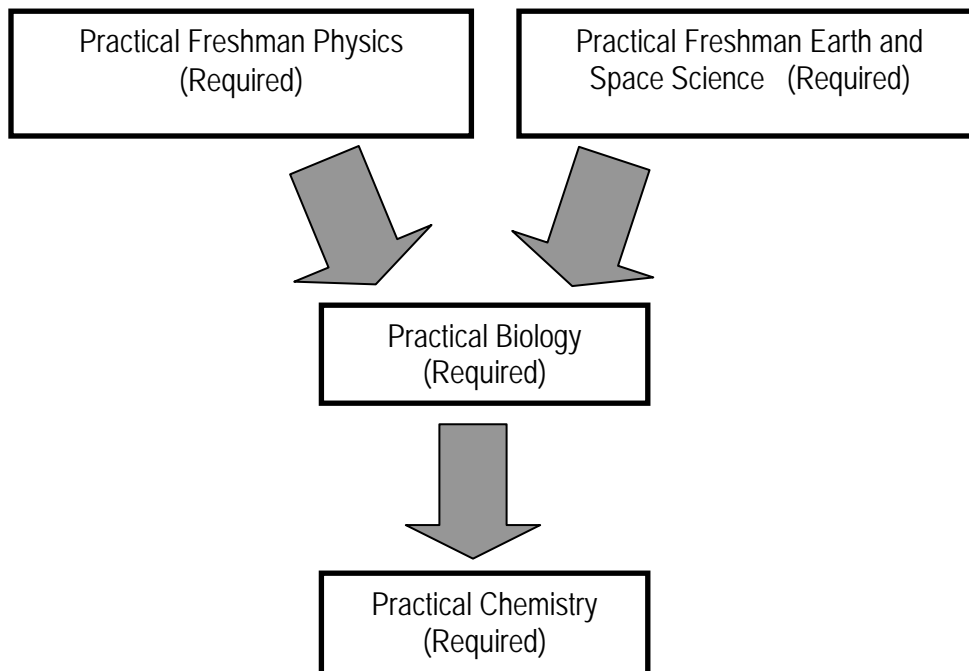 Practical Freshman Physics
(Required)
Practical Freshman Earth and
Space Science (Required)
Practical Biology
(Required)
Practical Chemistry
(Required)